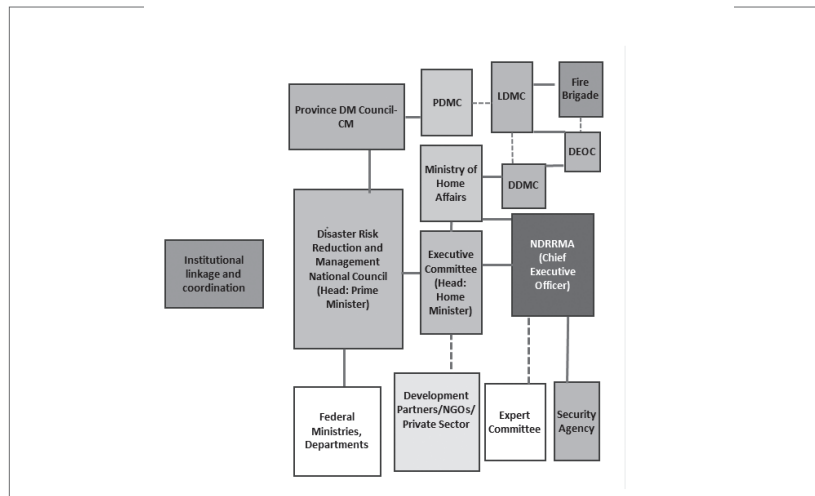 Province DM Council-
CM
PDMC
LDMC
Fire
Brigade
DEOC
Ministry of
Home
Affairs
DDMC
Institutional
linkage and
coordination
Disaster Risk
Reduction and
Management
National Council
(Head: Prime
Minister)
Executive
Committee
(Head:
Home
Minister)
NDRRMA
(Chief
Executive
Officer)
Federal
Ministries,
Departments
Development
Partners/NGOs/
Private Sector
Expert
Committee
Security
Agency